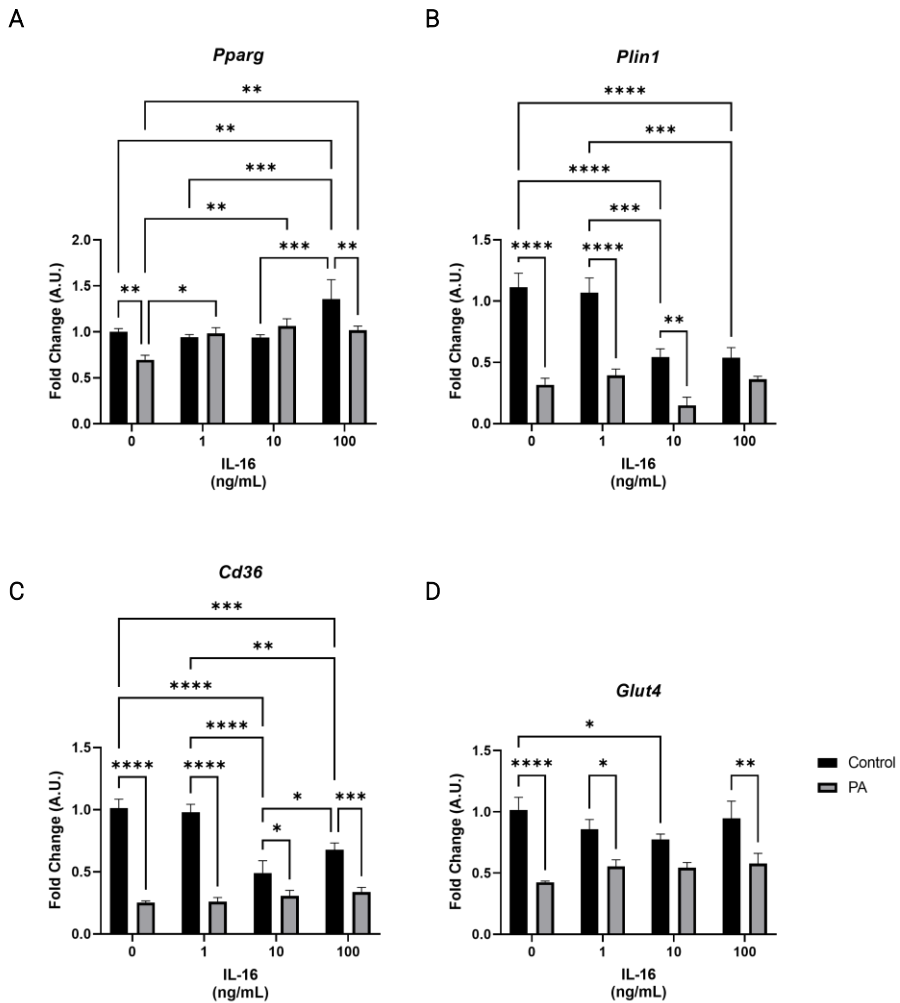 A
Pparg
**
**
***
**
***
**
**
*
2.0
1.5
1.0
0.5
0.0
Fold Change (A.U.)
0
1
10
100
IL-16
(ng/mL)
B
Plin1
****
***
****
***
****
****
**
1.5
1.0
0.5
0.0
Fold Change (A.U.)
0
1
10
100
IL-16
(ng/mL)
C
Cd36
***
**
****
****
****
****
*
***
*
1.5
1.0
0.5
0.0
Fold Change (A.U.)
0
1
10
100
IL-16
(ng/mL)
D
Glut4
*
****
*
**
1.5
1.0
0.5
0.0
Fold Change (A.U.)
0
1
10
100
IL-16
(ng/mL)
Control
PA